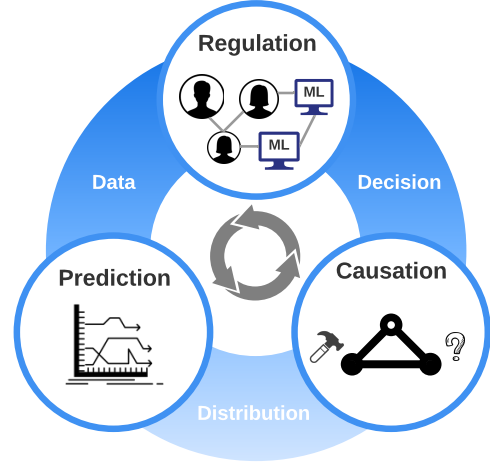 Regulation
ML
ML
Data
Decision
Prediction
Causation
?
Distribution